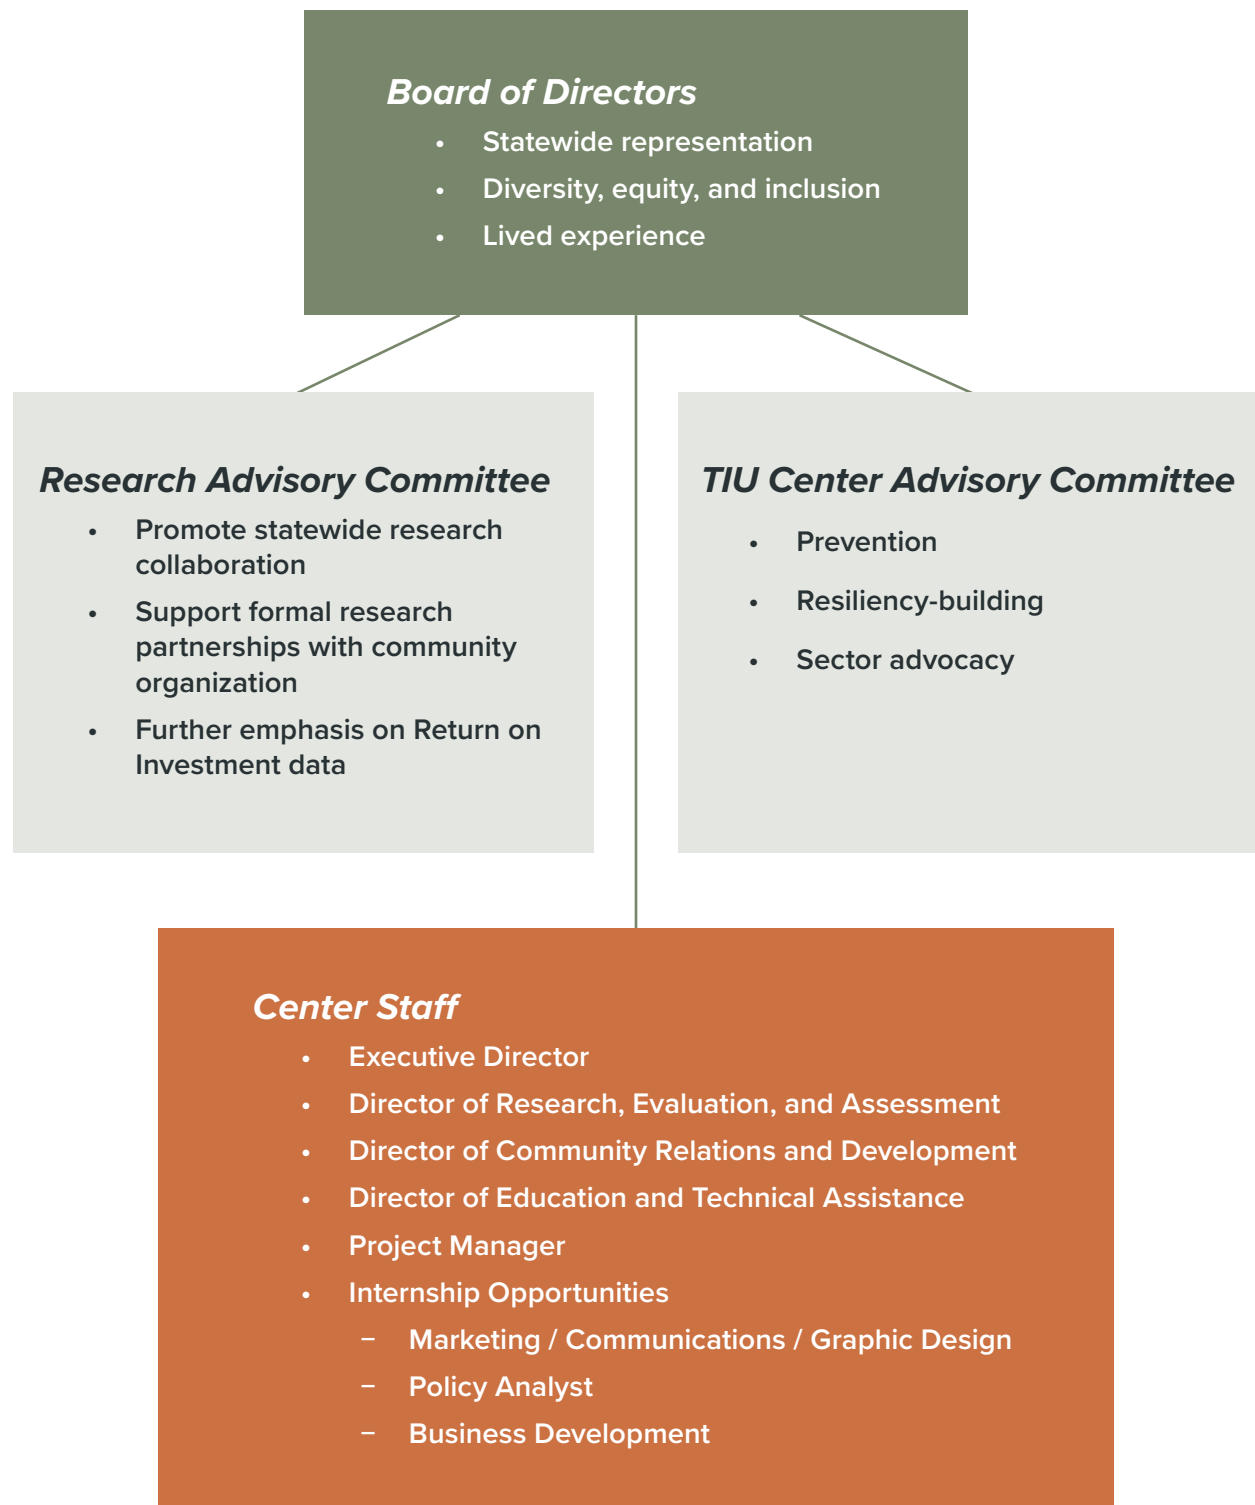 Board of Directors
• Statewide representation
• Diversity, equity, and inclusion
• Lived experience
Research Advisory Committee
• Promote statewide research
collaboration
• Support formal research
partnerships with community
organization
• Further emphasis on Return on
Investment data
TIU Center Advisory Committee
• Prevention
• Resiliency-building
• Sector advocacy
Center Staff
• Executive Director
• Director of Research, Evaluation, and Assessment
• Director of Community Relations and Development
• Director of Education and Technical Assistance
• Project Manager
• Internship Opportunities
– Marketing / Communications / Graphic Design
– Policy Analyst
– Business Development